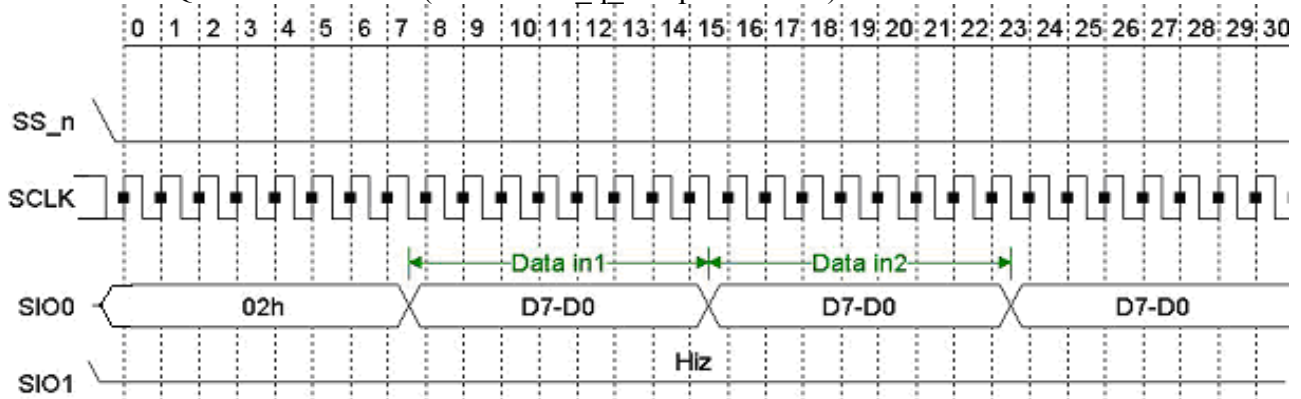 0 1 2 3 4 5 6 7 8 9 10 11 12 13 14 15 16 17 18 19 20 21 22 23 24 25 26 27 28 29 30
SS_n
SCLK
Data in1 Data in2
SIO0 02h D7-D0 D7-D0 D7-D0
Hiz
SIO1